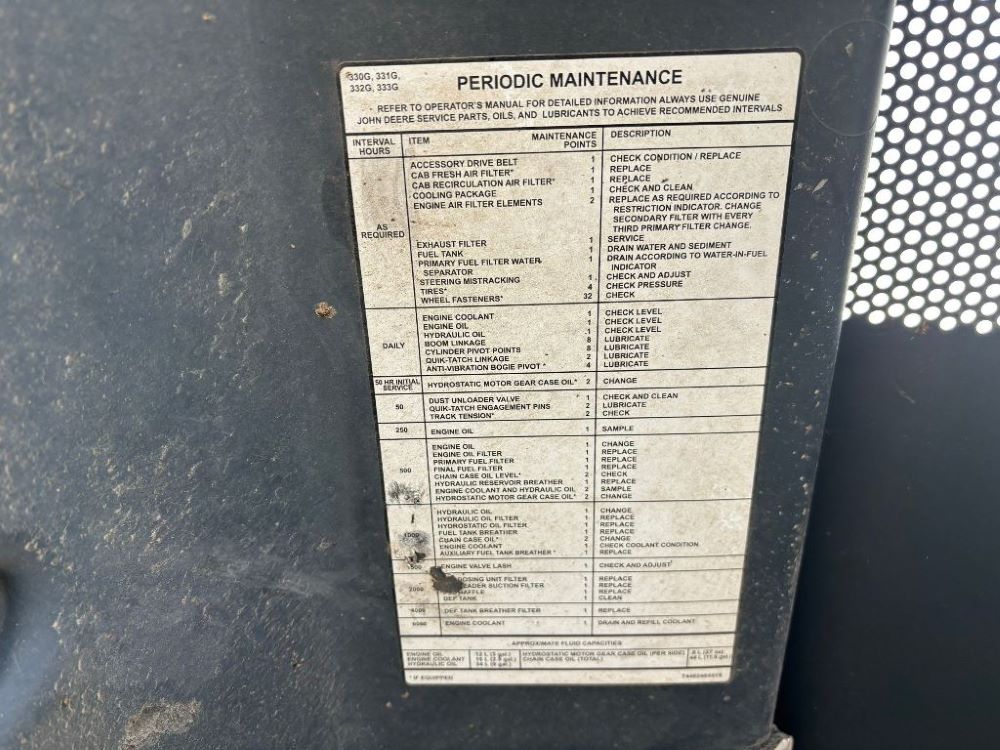 330G, 331G,
332G, 333G
PERIODIC MAINTENANCE
REFER TO OPERATOR'S MANUAL FOR DETAILED INFORMATION ALWAYS USE GENUINE
JOHN DEERE SERVICE PARTS, OILS, AND LUBRICANTS TO ACHIEVE RECOMMENDED INTERVALS
INTERVAL HOURS ITEM MAINTENANCE POINTS DESCRIPTION
AS REQUIRED
ACCESSORY DRIVE BELT 1 CHECK CONDITION / REPLACE
CAB FRESH AIR FILTER* 1 REPLACE
CAB RECIRCULATION AIR FILTER* 1 REPLACE
COOLING PACKAGE 1 CHECK AND CLEAN
ENGINE AIR FILTER ELEMENTS 2 REPLACE AS REQUIRED ACCORDING TO
RESTRICTION INDICATOR. CHANGE
SECONDARY FILTER WITH EVERY
THIRD PRIMARY FILTER CHANGE.
EXHAUST FILTER 1 SERVICE
FUEL TANK 1 DRAIN WATER AND SEDIMENT
PRIMARY FUEL FILTER WATER 1 DRAIN ACCORDING TO WATER-IN-FUEL
SEPARATOR INDICATOR
STEERING MISTRACKING 1 CHECK AND ADJUST
TIRES* 4 CHECK PRESSURE
WHEEL FASTENERS* 32 CHECK
DAILY
ENGINE COOLANT 1 CHECK LEVEL
ENGINE OIL 1 CHECK LEVEL
HYDRAULIC OIL 1 CHECK LEVEL
BOOM LINKAGE 8 LUBRICATE
CYLINDER PIVOT POINTS 8 LUBRICATE
QUIK-TATCH LINKAGE 2 LUBRICATE
ANTI-VIBRATION BOGIE PIVOT * 4 LUBRICATE
50 HR INITIAL SERVICE HYDROSTATIC MOTOR GEAR CASE OIL* 2 CHANGE
50
DUST UNLOADER VALVE 1 CHECK AND CLEAN
QUIK-TATCH ENGAGEMENT PINS 2 LUBRICATE
TRACK TENSION* 2 CHECK
250 ENGINE OIL 1 SAMPLE
500
ENGINE OIL 1 CHANGE
ENGINE OIL FILTER 1 REPLACE
PRIMARY FUEL FILTER 1 REPLACE
FINAL FUEL FILTER 1 REPLACE
CHAIN CASE OIL LEVEL* 2 CHECK
HYDRAULIC RESERVOIR BREATHER 1 REPLACE
ENGINE COOLANT AND HYDRAULIC OIL 2 SAMPLE
HYDROSTATIC MOTOR GEAR CASE OIL* 2 CHANGE
1000
HYDRAULIC OIL 1 CHANGE
HYDRAULIC OIL FILTER 1 REPLACE
HYDROSTATIC OIL FILTER 1 REPLACE
FUEL TANK BREATHER 1 REPLACE
CHAIN CASE OIL* 2 CHANGE
ENGINE COOLANT 1 CHECK COOLANT CONDITION
AUXILIARY FUEL TANK BREATHER * 1 REPLACE
1500 ENGINE VALVE LASH 1 CHECK AND ADJUST
2000
DOSING UNIT FILTER 1 REPLACE
HEADER SUCTION FILTER 1 REPLACE
1 REPLACE
DEF TANK 1 CLEAN
DEF TANK BREATHER FILTER 1 REPLACE
6000 ENGINE COOLANT 1 DRAIN AND REFILL COOLANT
APPROXIMATE FLUID CAPACITIES
ENGINE OIL HYDROSTATIC MOTOR GEAR CASE OIL (PER SIDE)
ENGINE COOLANT CHAIN CASE OIL (TOTAL)
HYDRAULIC OIL
* IF EQUIPPED